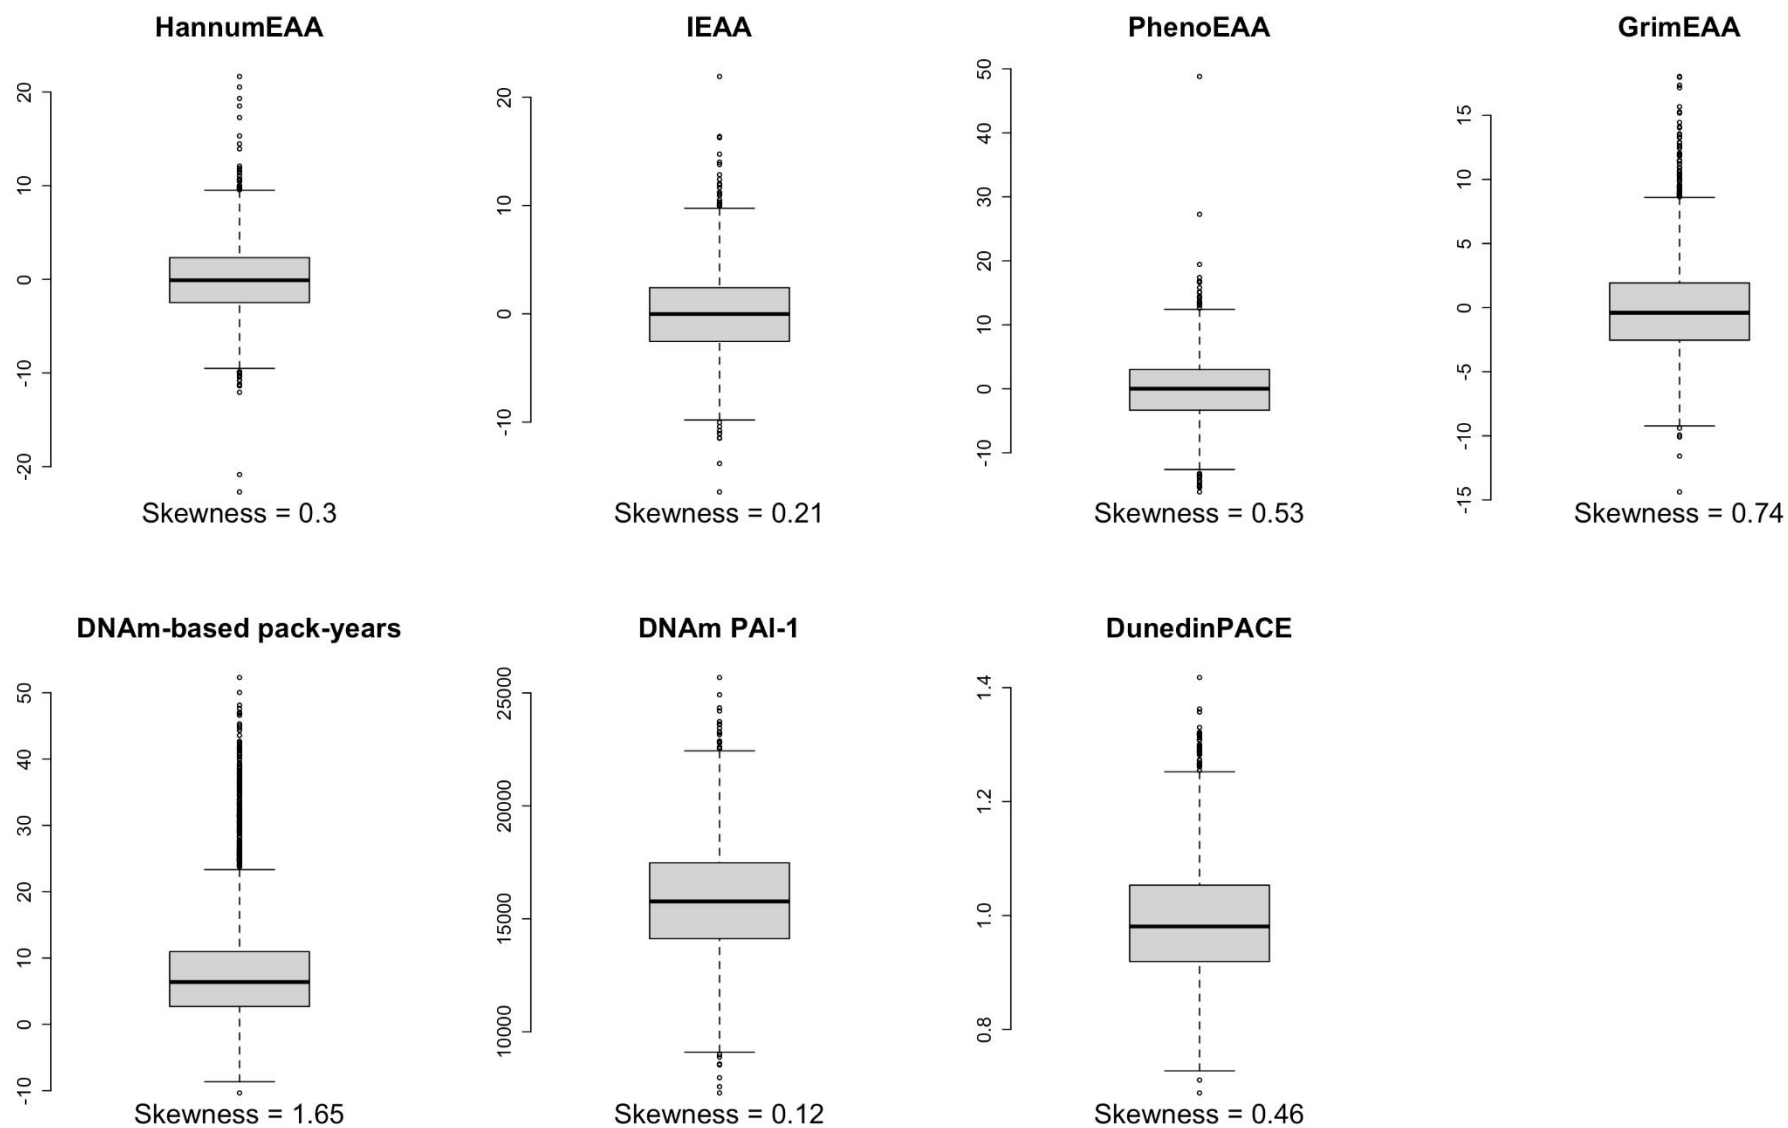 HannumEAA
20
10
0
-10
-20
Skewness = 0.3
IEAA
20
10
0
-10
Skewness = 0.21
PhenoEAA
50
40
30
20
10
0
-10
Skewness = 0.53
GrimEAA
15
10
5
0
-5
-10
-15
Skewness = 0.74
DNAm-based pack-years
50
40
30
20
10
0
-10
Skewness = 1.65
DNAm PAI-1
25000
20000
15000
10000
Skewness = 0.12
DunedinPACE
1.4
1.2
1.0
0.8
Skewness = 0.46